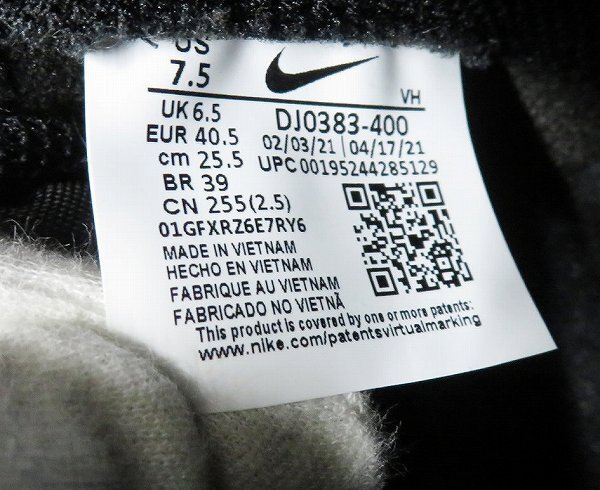 US
7.5
VH
UK 6.5
EUR 40.5
cm 25.5
BR 39
CN 255(2.5)
01GFXRZ6E7RY6
DJ0383-400
02/03/21 | 04/17/21
UPC 00195244285129
MADE IN VIETNAM
HECHO EN VIETNAM
FABRIQUE AU VIETNAM
FABRICADO NO VIETNÃ
This product is covered by one or more patents:
www.nike.com/patentsvirtualmarking